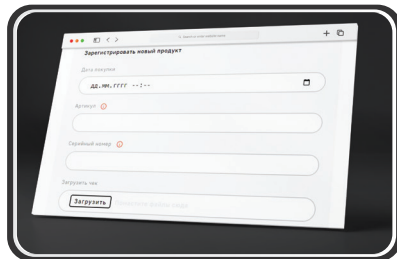 Зарегистрировать новый продукт
Дата покупки
дд.мм.гггг --:--
Артикул
Серийный номер
Загрузить чек
Загрузить